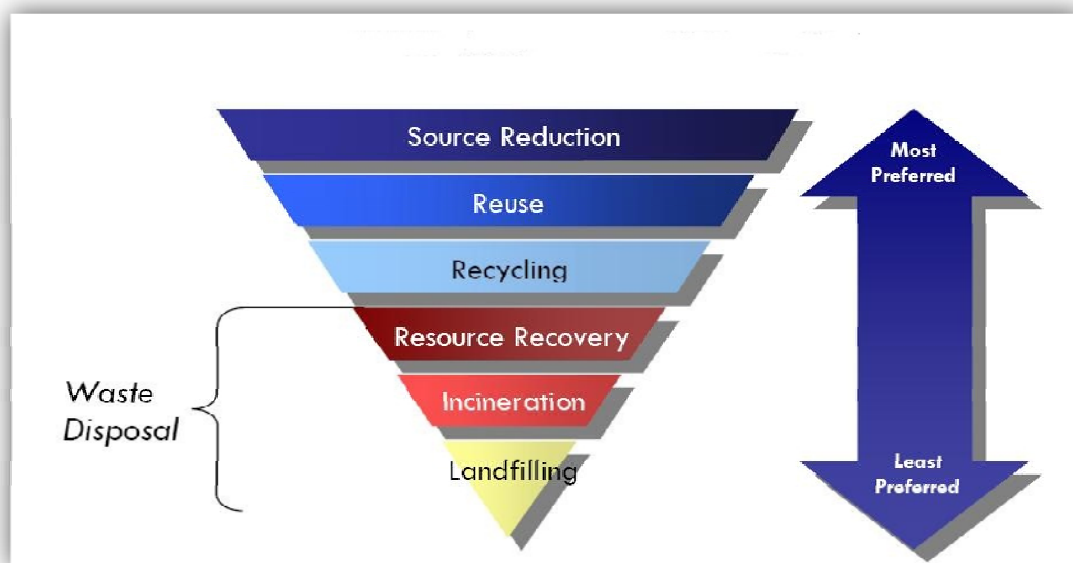 Source Reduction
Reuse
Recycling
Resource Recovery
Incineration
Landfilling
Waste
Disposal
Most
Preferred
Least
Preferred